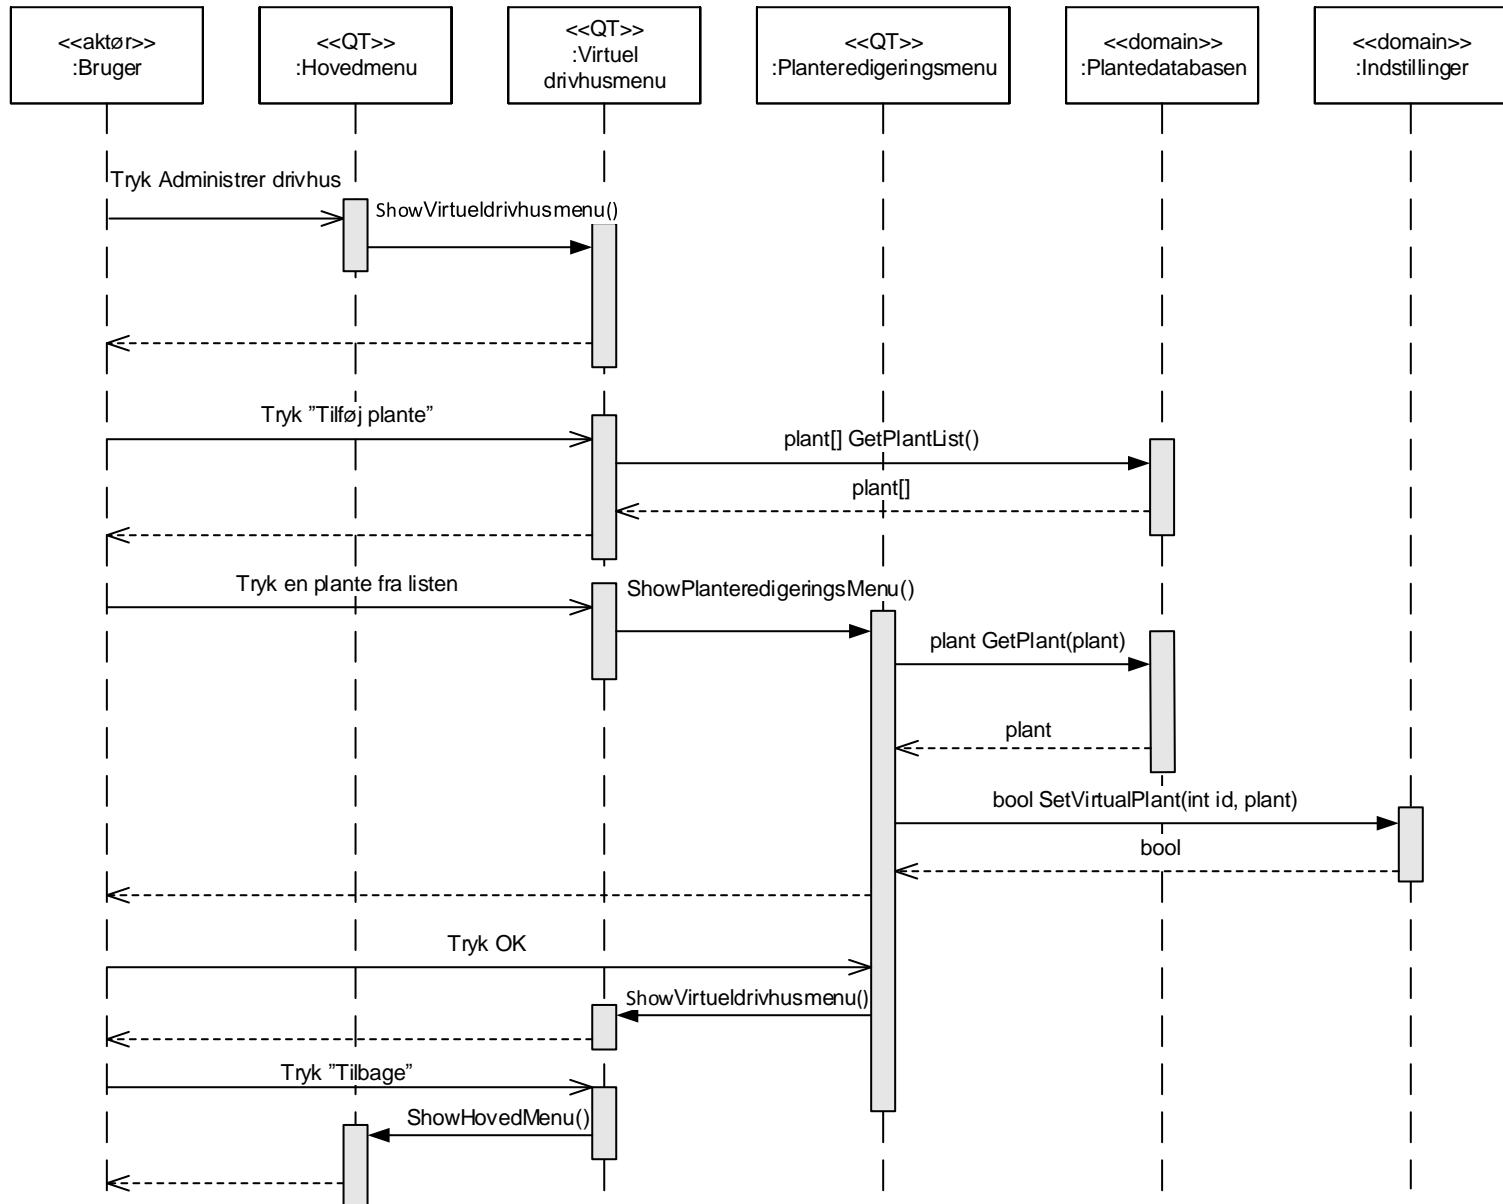 <<aktør>>
:Bruger
<<QT>>
:Hovedmenu
<<QT>>
:Virtuel
drivhusmenu
<<QT>>
:Planteredigeringsmenu
<<domain>>
:Plantedatabasen
<<domain>>
:Indstillinger
Tryk Administrer drivhus
ShowVirtueldrivhusmenu()
Tryk ”Tilføj plante”
plant[] GetPlantList()
plant[]
Tryk en plante fra listen
ShowPlanteredigeringsMenu()
plant GetPlant(plant)
plant
bool SetVirtualPlant(int id, plant)
bool
Tryk OK
ShowVirtueldrivhusmenu()
Tryk ”Tilbage”
ShowHovedMenu()